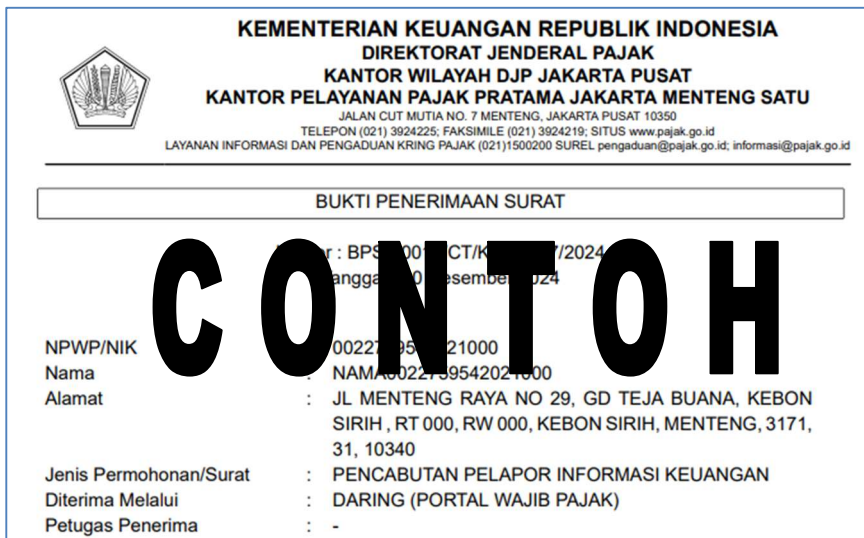 KEMENTERIAN KEUANGAN REPUBLIK INDONESIA
DIREKTORAT JENDERAL PAJAK
KANTOR WILAYAH DJP JAKARTA PUSAT
KANTOR PELAYANAN PAJAK PRATAMA JAKARTA MENTENG SATU
JALAN CUT MUTIA NO. 7 MENTENG, JAKARTA PUSAT 10350
TELEPON (021) 3924225; FAKSIMILE (021) 3924219; SITUS www.pajak.go.id
LAYANAN INFORMASI DAN PENGADUAN KRING PAJAK (021)1500200 SUREL pengaduan@pajak.go.id; informasi@pajak.go.id
BUKTI PENERIMAAN SURAT
CONTOH
NPWP/NIK
Nama :
Alamat : JL MENTENG RAYA NO 29, GD TEJA BUANA, KEBON
SIRIH , RT 000, RW 000, KEBON SIRIH, MENTENG, 3171,
31, 10340
Jenis Permohonan/Surat : PENCABUTAN PELAPOR INFORMASI KEUANGAN
Diterima Melalui : DARING (PORTAL WAJIB PAJAK)
Petugas Penerima : -